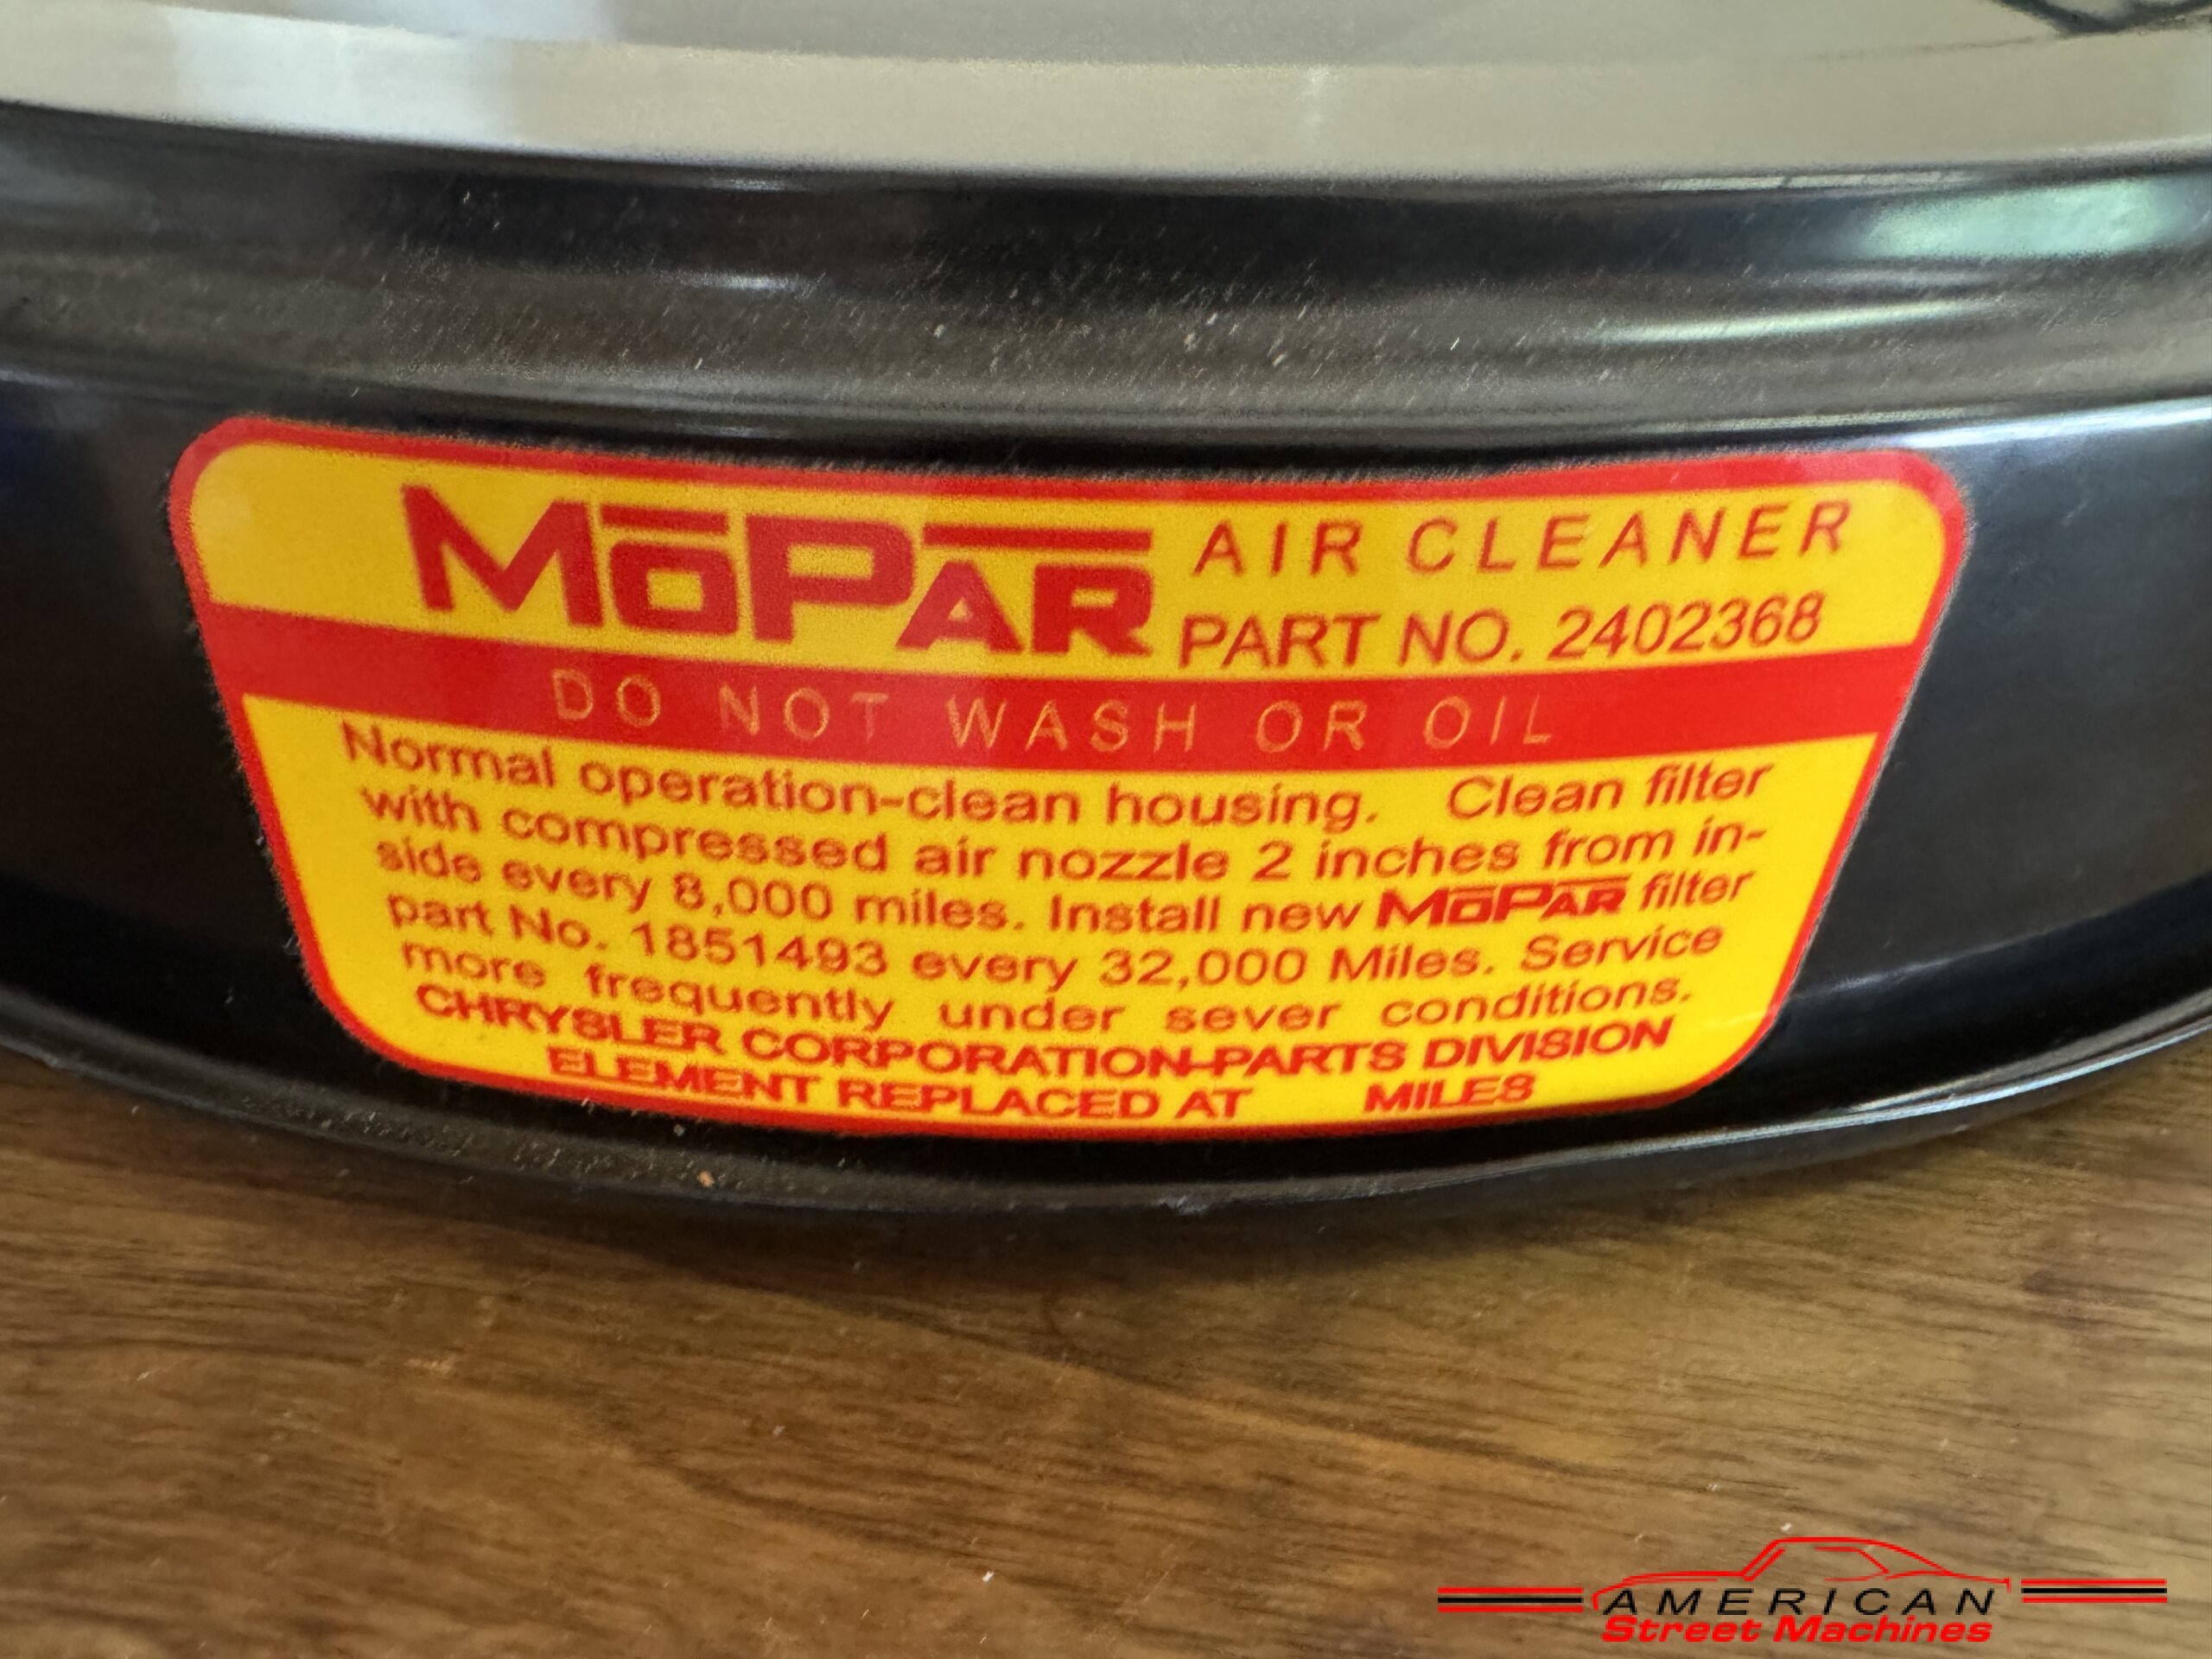 MOPAR AIR CLEANER
PART NO. 2402368
DO NOT WASH OR OIL
Normal operation-clean housing. Clean filter
with compressed air nozzle 2 inches from in-
side every 8,000 miles. Install new MOPAR filter
part No. 1851493 every 32,000 Miles. Service
more frequently under sever conditions.
CHRYSLER CORPORATION-PARTS DIVISION
ELEMENT REPLACED AT MILES
AMERICAN
Street Machines